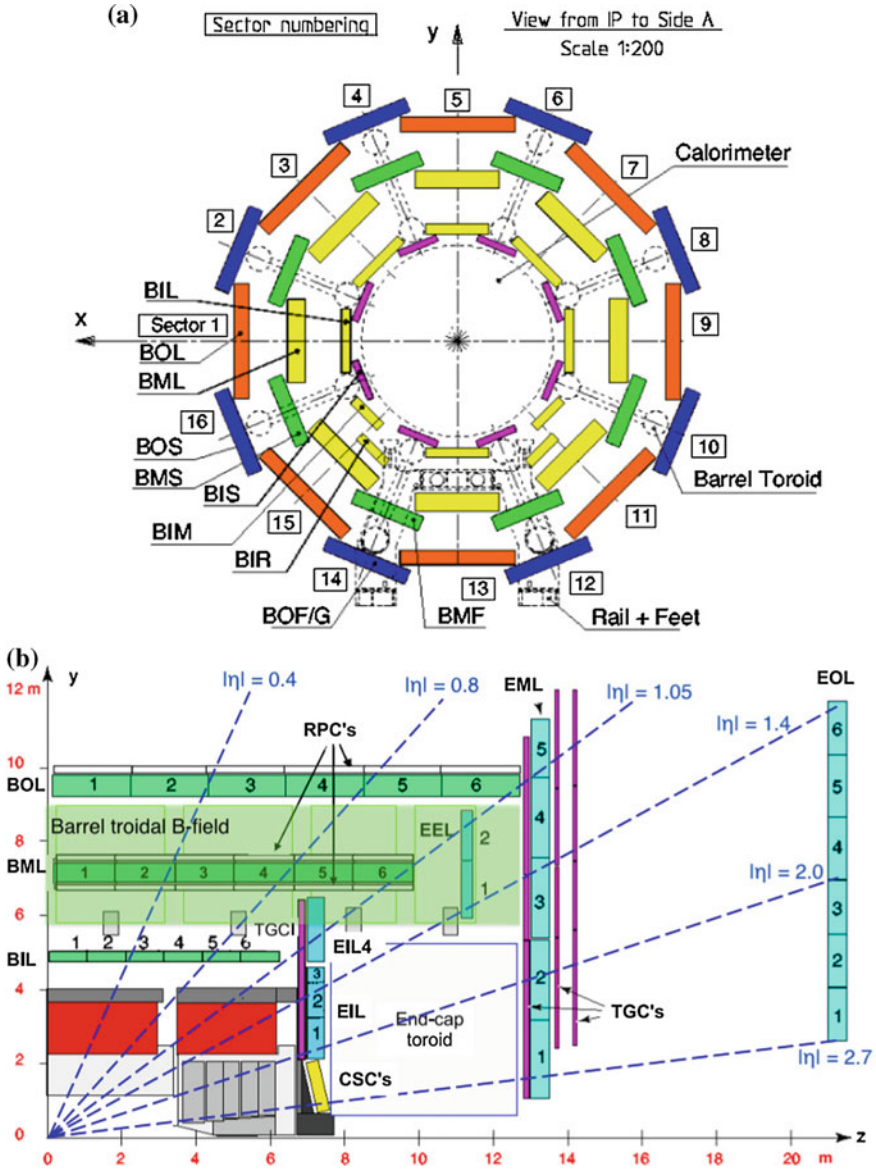 (a)
Sector numbering
View from IP to Side A
Scale 1:200
y
4
5
6
3
7
Calorimeter
2
8
BIL
x
Sector 1
9
BOL
BML
16
10
BOS
Barrel Toroid
BMS
BIS
15
11
BIM
BIR
14
13
12
BOF/G
BMF
Rail + Feet
(b)
y
12 m
|η| = 0.4
|η| = 0.8
EML
|η| = 1.05
EOL
|η| = 1.4
RPC's
10
BOL
1 2 3 4 5 6
Barrel troidal B-field
EEL
2
1
8
BML
1 2 3 4 5 6
|η| = 2.0
6
TGCI
BIL
1 2 3 4 5 6
EIL4
4
3
2
1
EIL
End-cap
toroid
TGC's
5
4
3
2
1
6
5
4
3
2
1
2
CSC's
|η| = 2.7
0
z
0 2 4 6 8 10 12 14 16 18 20 m